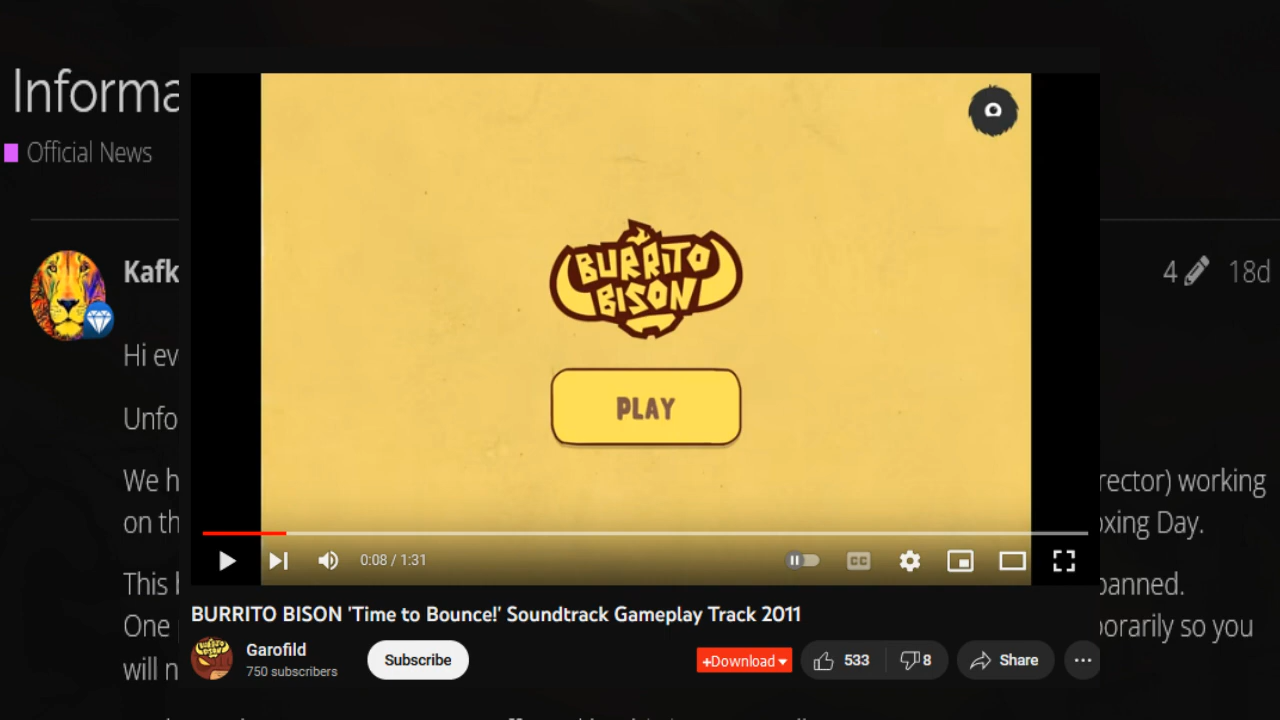 Informa
Official News
Kafk
4
18d
Hi ev
Unfo
We h
rector) working
on th
oxing Day.
This
banned.
One
porarily so you
will n
BURRITO
BISON
PLAY
0:08 / 1:31
CC
BURRITO BISON 'Time to Bounce!' Soundtrack Gameplay Track 2011
Garofild
750 subscribers
Subscribe
+Download
533
8
Share